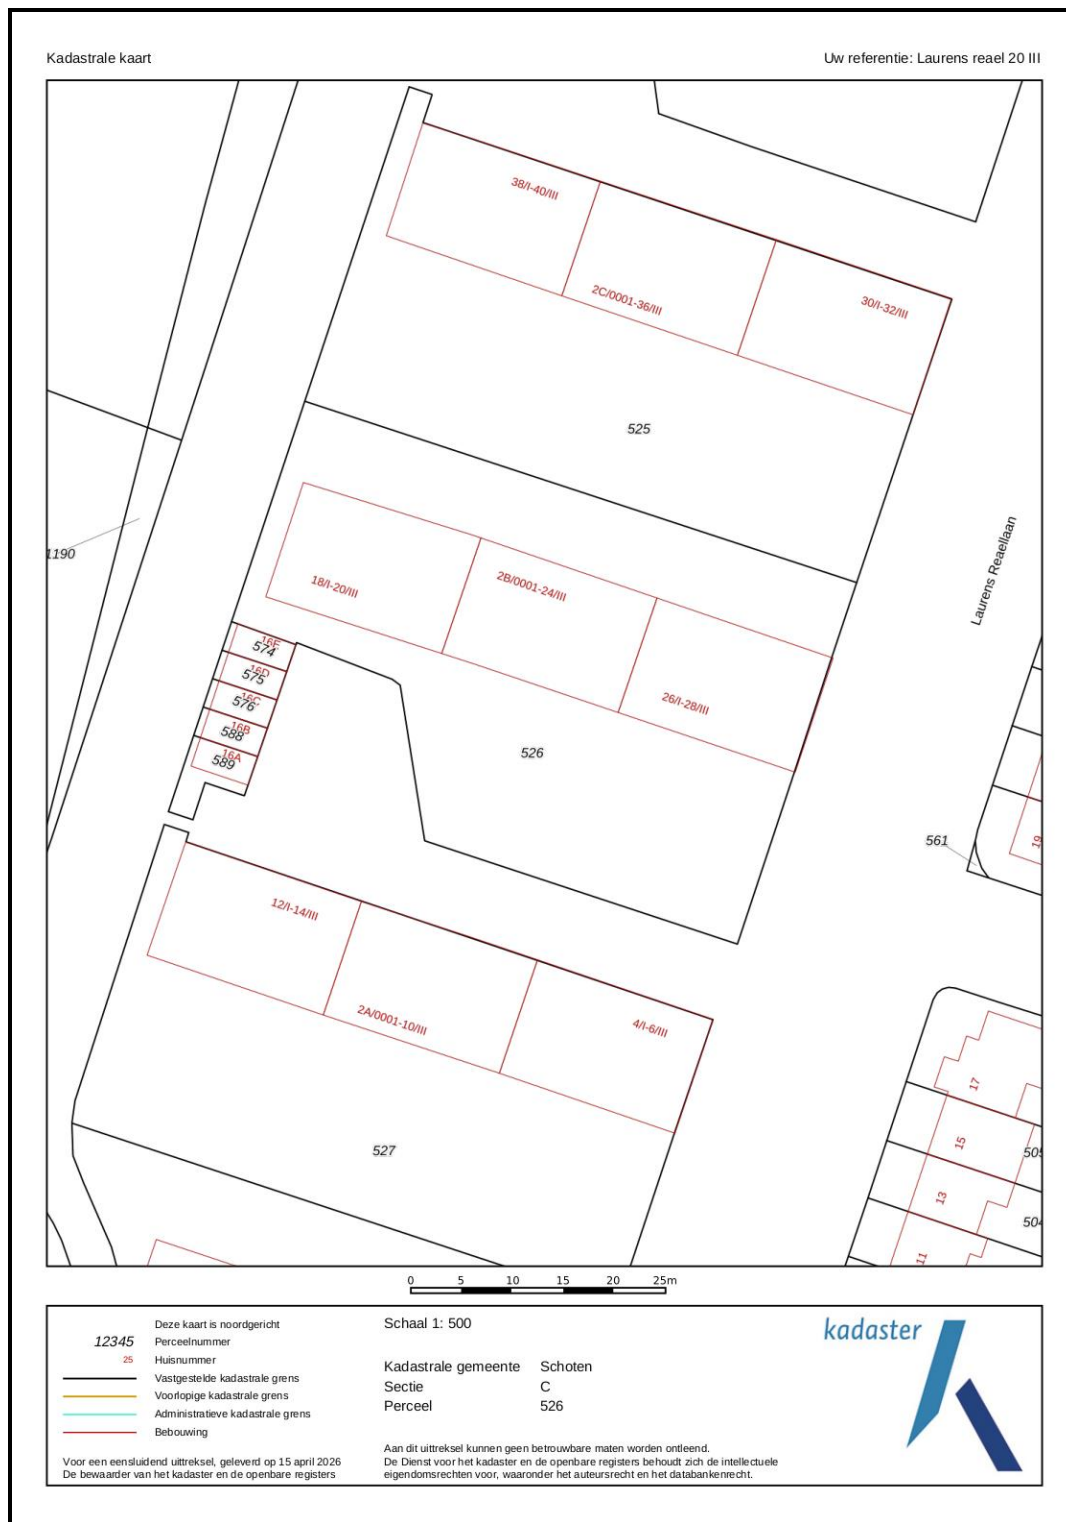 Kadastrale kaart
Uw referentie: Laurens reael 20 III
38/I-40/III
2C/0001-36/III
30/I-32/III
525
Laurens Reaellaan
1190
18/I-20/III
2B/0001-24/III
26/I-28/III
16E
574
16D
575
16C
576
16B
588
16A
589
526
561
19
12/I-14/III
2A/0001-10/III
4/I-6/III
527
17
15
505
13
504
11
0 5 10 15 20 25m
Deze kaart is noordgericht
12345 Perceelnummer
25 Huisnummer
Vastgestelde kadastrale grens
Voorlopige kadastrale grens
Administratieve kadastrale grens
Bebouwing
Voor een eensluidend uittreksel, geleverd op 15 april 2026
De bewaarder van het kadaster en de openbare registers
Schaal 1: 500
Kadastrale gemeente Schoten
Sectie C
Perceel 526
Aan dit uittreksel kunnen geen betrouwbare maten worden ontleend.
De Dienst voor het kadaster en de openbare registers behoudt zich de intellectuele
eigendomsrechten voor, waaronder het auteursrecht en het databankenrecht.
kadaster